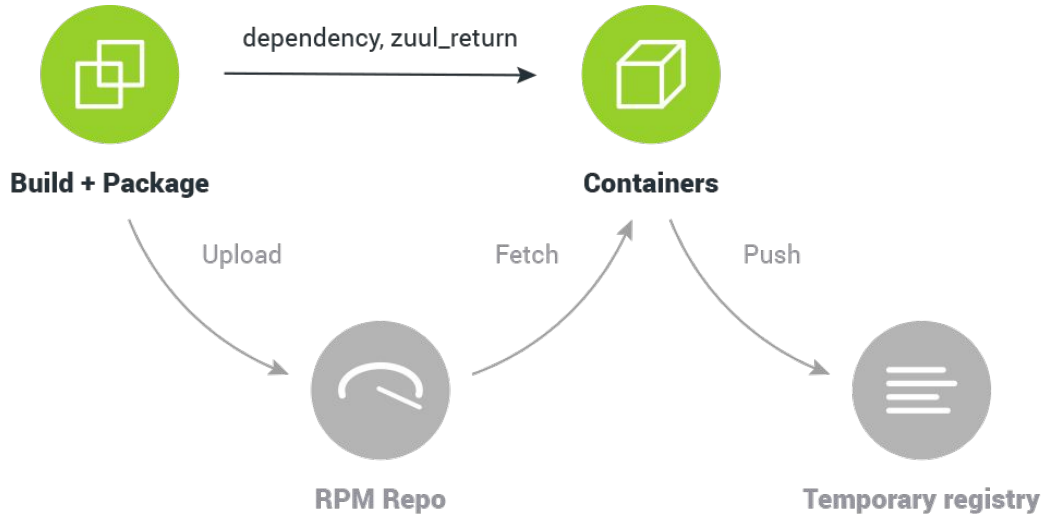 dependency, zuul_return
Build + Package
Containers
Upload
Fetch
Push
RPM Repo
Temporary registry